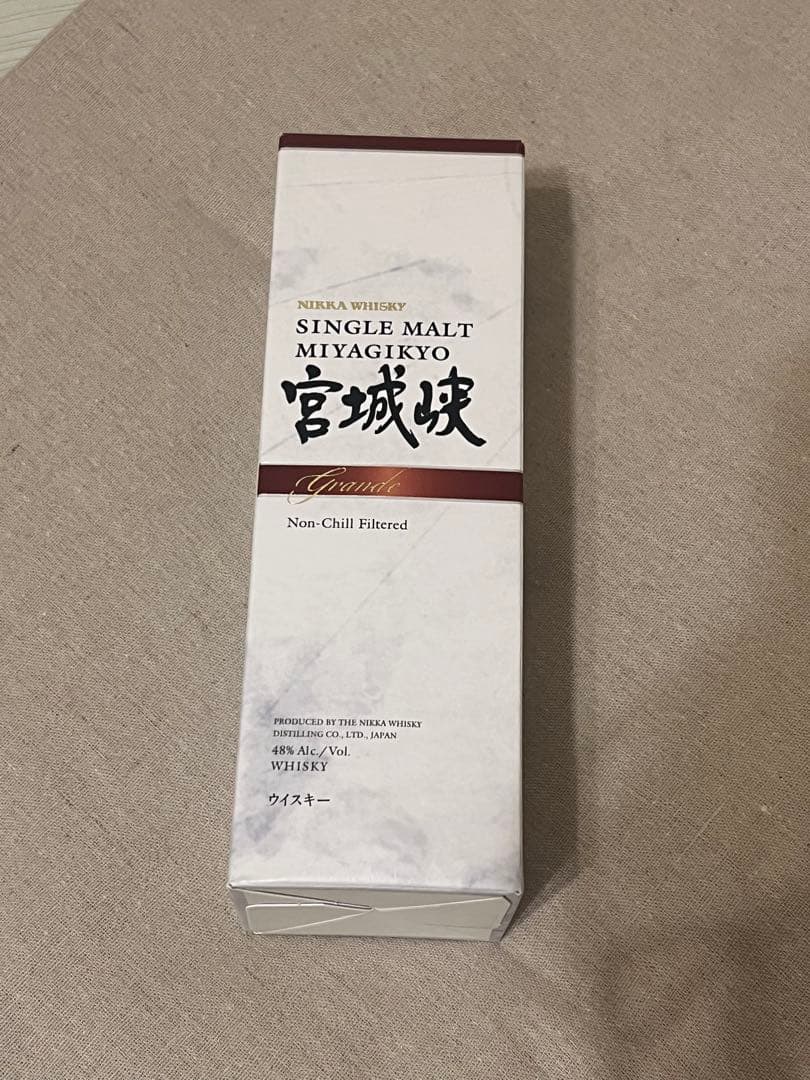 NIKKA WHISKY
SINGLE MALT
MIYAGIKYO
宮城峡
Grande
Non-Chill Filtered
PRODUCED BY THE NIKKA WHISKY
DISTILLING CO., LTD., JAPAN
48% Alc./Vol.
WHISKY
ウイスキー